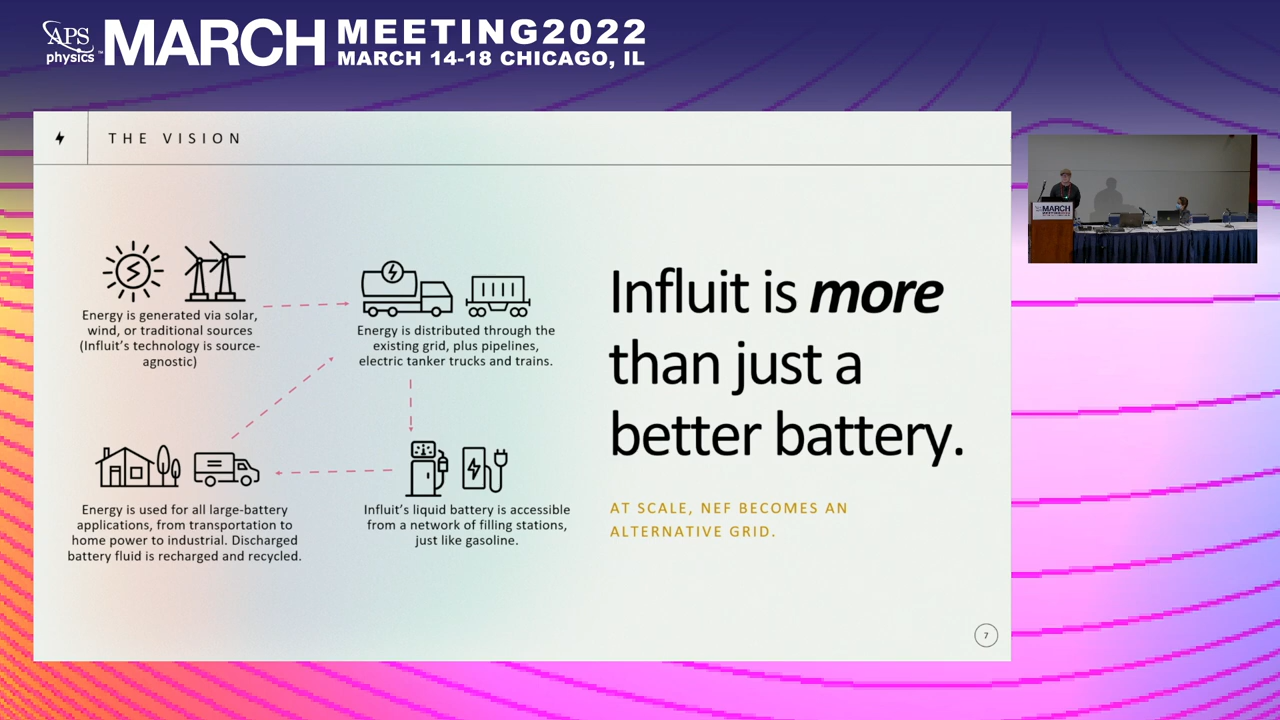 APS
physics
MARCH
MEETING2022
MARCH 14-18 CHICAGO, IL
THE VISION
Energy is generated via solar,
wind, or traditional sources
(Influit's technology is source-
agnostic)
Energy is distributed through the
existing grid, plus pipelines,
electric tanker trucks and trains.
Energy is used for all large-battery
applications, from transportation to
home power to industrial. Discharged
battery fluid is recharged and recycled.
Influit's liquid battery is accessible
from a network of filling stations,
just like gasoline.
Influit is more
than just a
better battery.
AT SCALE, NEF BECOMES AN
ALTERNATIVE GRID.
7
MARCH